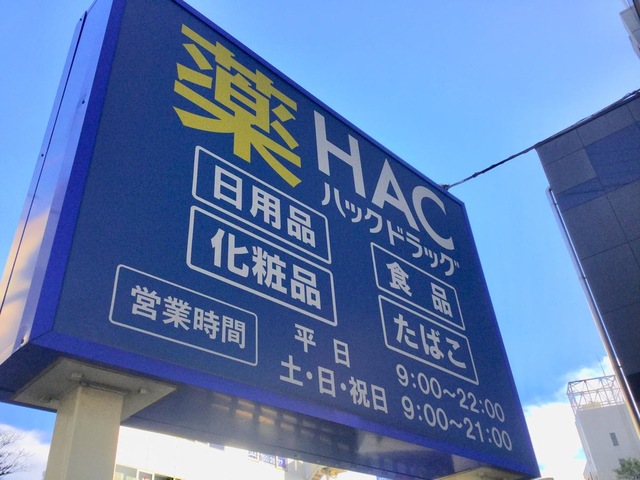 薬 HAC
ハックドラッグ
日用品
食品
化粧品
たばこ
営業時間
平日 9:00〜22:00
土・日・祝日 9:00〜21:00